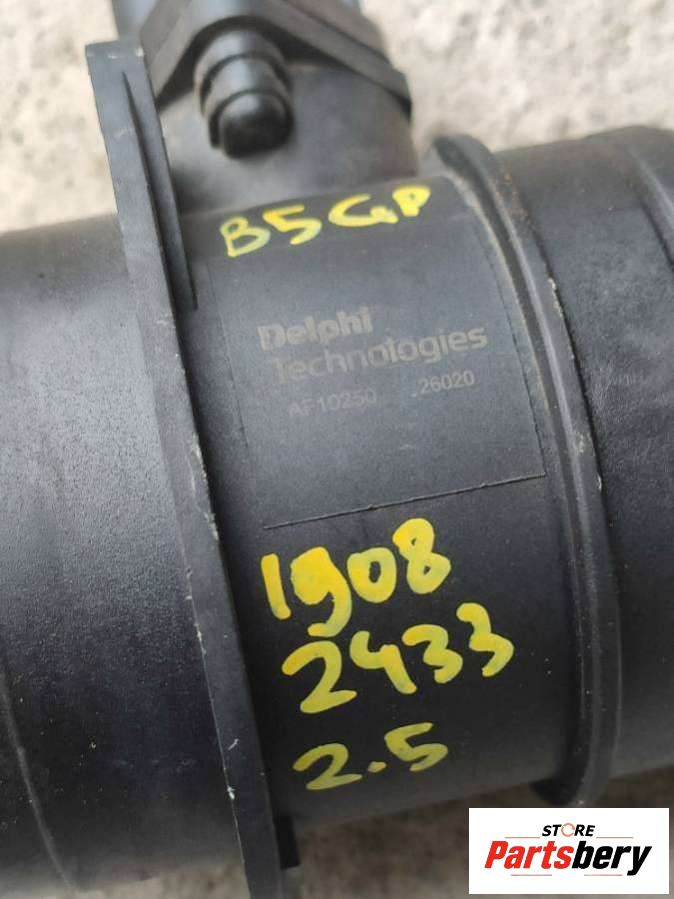 B5GP
Delphi
Technologies
AF10250 26020
1908
2433
2.5
STORE
Partsbery